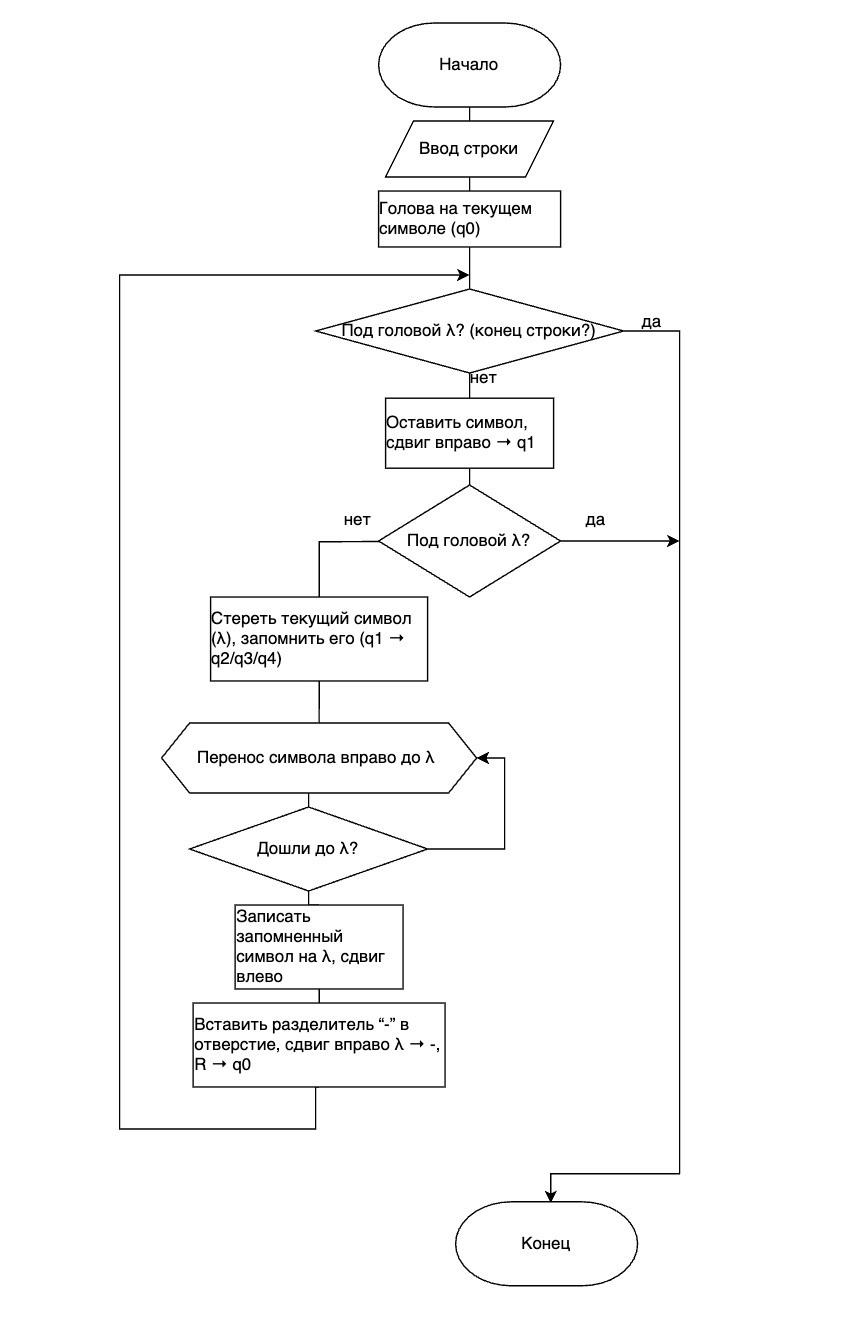 Начало
Ввод строки
Голова на текущем
символе (q0)
Под головой λ? (конец строки?)
да
нет
Оставить символ,
сдвиг вправо → q1
нет
да
Под головой λ?
Стереть текущий символ
(λ), запомнить его (q1 →
q2/q3/q4)
Перенос символа вправо до λ
Дошли до λ?
Записать
запомненный
символ на λ, сдвиг
влево
Вставить разделитель “-” в
отверстие, сдвиг вправо λ → -,
R → q0
Конец